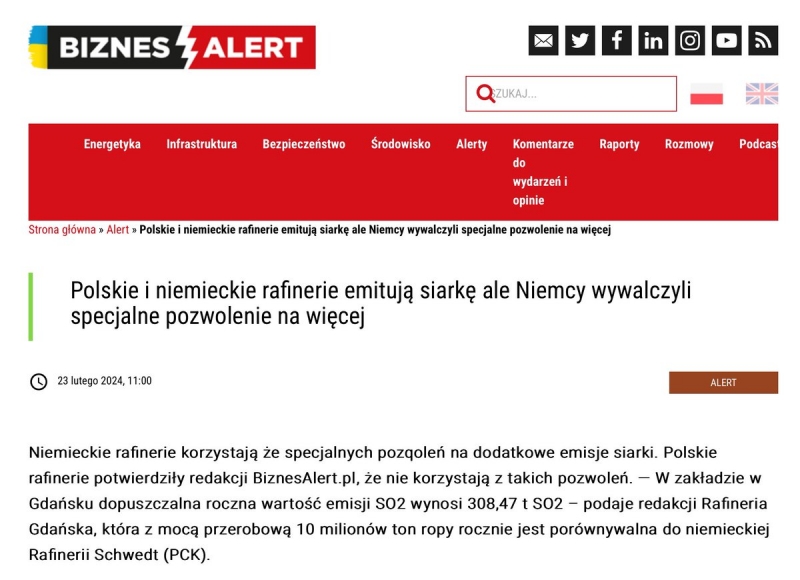 BIZNES ALERT
SZUKAJ...
Energetyka Infrastruktura Bezpieczeństwo Środowisko Alerty Komentarze do wydarzeń i opinie Raporty Rozmowy Podcast
Strona główna » Alert » Polskie i niemieckie rafinerie emitują siarkę ale Niemcy wywalczyli specjalne pozwolenie na więcej
Polskie i niemieckie rafinerie emitują siarkę ale Niemcy wywalczyli
specjalne pozwolenie na więcej
23 lutego 2024, 11:00
ALERT
Niemieckie rafinerie korzystają że specjalnych pozqoleń na dodatkowe emisje siarki. Polskie
rafinerie potwierdziły redakcji BiznesAlert.pl, że nie korzystają z takich pozwoleń. — W zakładzie w
Gdańsku dopuszczalna roczna wartość emisji SO2 wynosi 308,47 t SO2 – podaje redakcji Rafineria
Gdańska, która z mocą przerobową 10 milionów ton ropy rocznie jest porównywalna do niemieckiej
Rafinerii Schwedt (PCK).